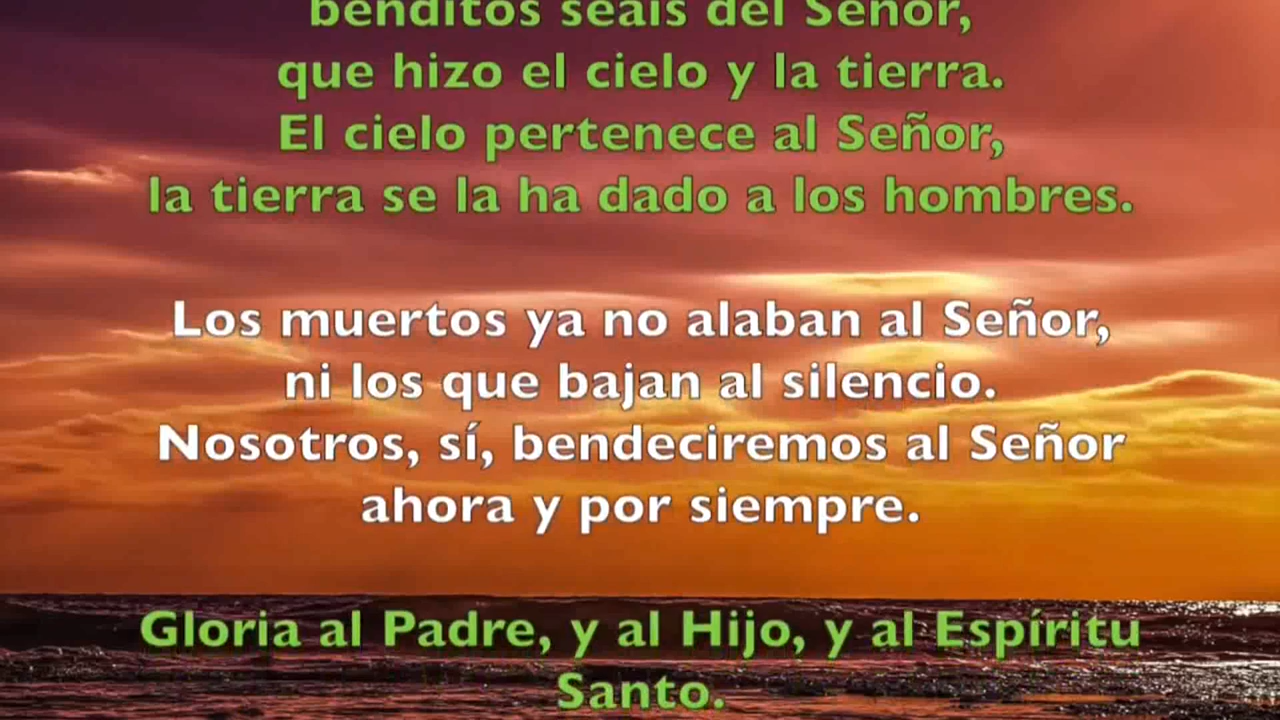 benditos seáis del Señor,
que hizo el cielo y la tierra.
El cielo pertenece al Señor,
la tierra se la ha dado a los hombres.
Los muertos ya no alaban al Señor,
ni los que bajan al silencio.
Nosotros, sí, bendeciremos al Señor
ahora y por siempre.
Gloria al Padre, y al Hijo, y al Espíritu
Santo.